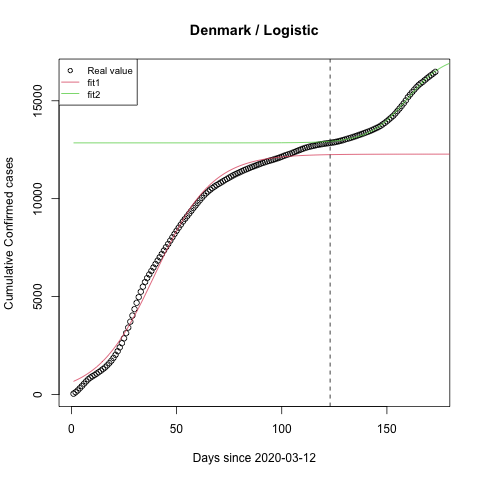 Denmark / Logistic
Real value
fit1
fit2
Cumulative Confirmed cases
15000
10000
5000
0
0 50 100 150
Days since 2020-03-12